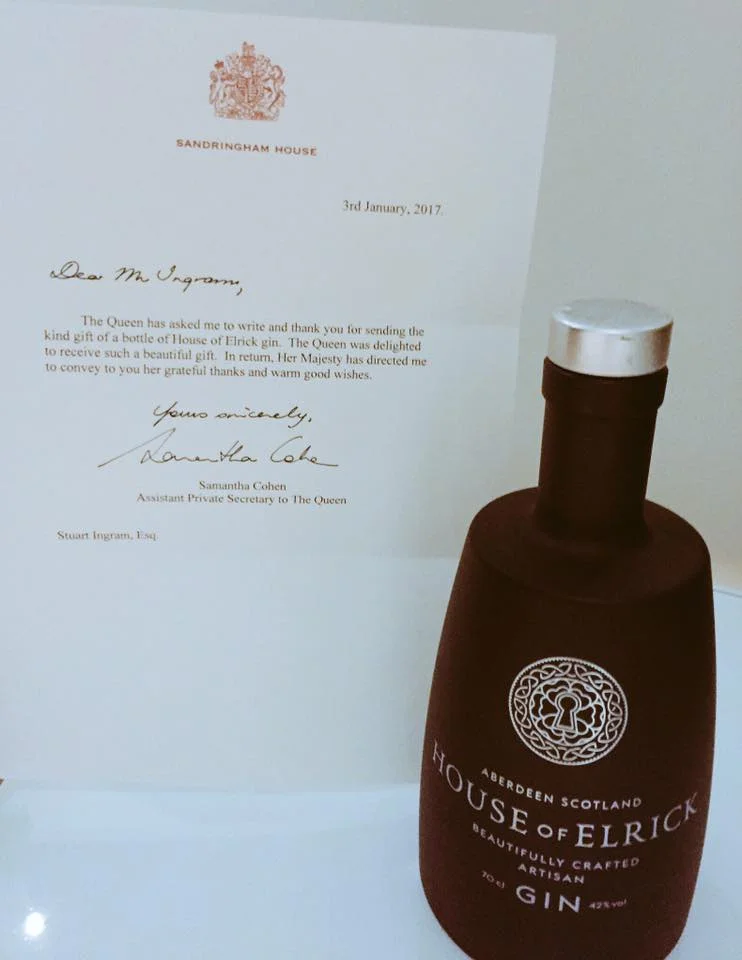 SANDRINGHAM HOUSE
3rd January, 2017.
Dear Mr Ingram,
The Queen has asked me to write and thank you for sending the
kind gift of a bottle of House of Elrick gin. The Queen was delighted
to receive such a beautiful gift. In return, Her Majesty has directed me
to convey to you her grateful thanks and warm good wishes.
Yours sincerely,
Samantha Cohen
Samantha Cohen
Assistant Private Secretary to The Queen
Stuart Ingram, Esq.
ABERDEEN SCOTLAND
HOUSE OF ELRICK
BEAUTIFULLY CRAFTED
ARTISAN
70cl GIN 42%vol